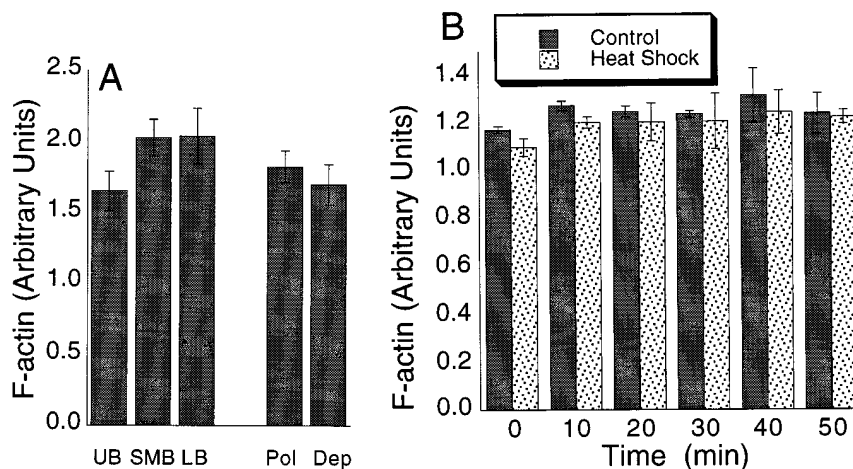 A
F-actin (Arbitrary Units)
2.5
2.0
1.5
1.0
0.5
0.0
UB SMB LB Pol Dep
B
Control
Heat Shock
F-actin (Arbitrary Units)
1.4
1.2
1.0
0.8
0.6
0.4
0.2
0.0
0 10 20 30 40 50
Time (min)